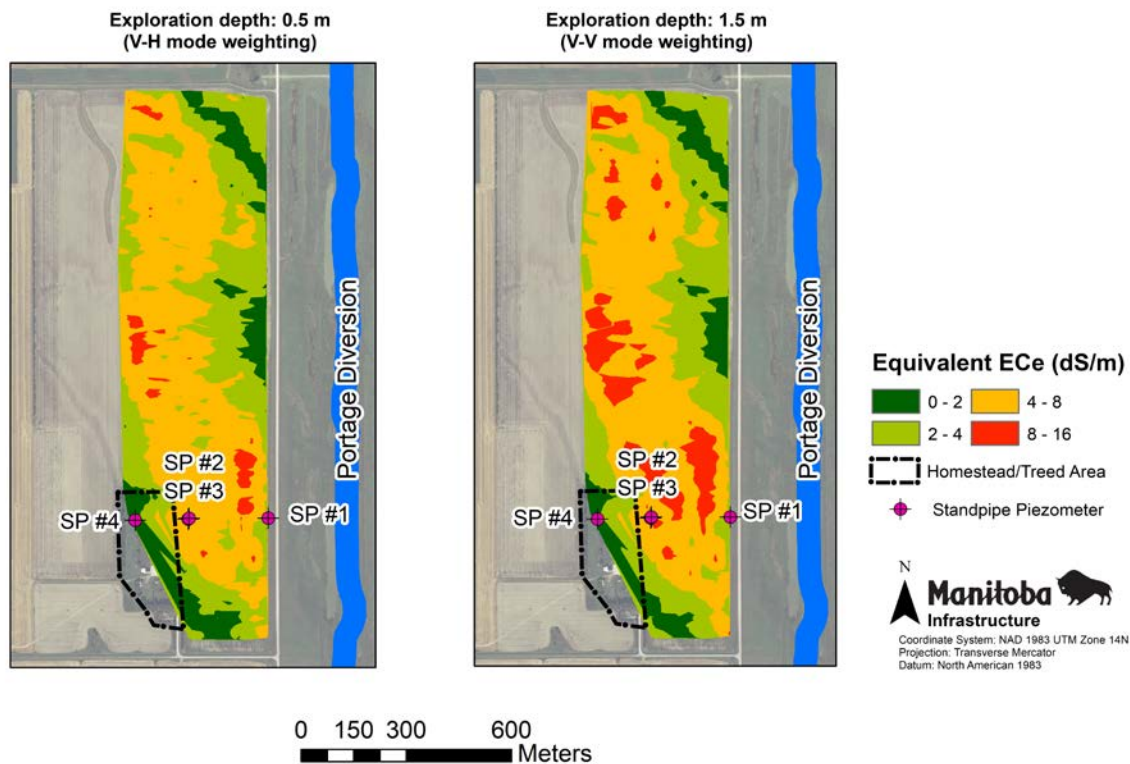 Exploration depth: 0.5 m
(V-H mode weighting)
Exploration depth: 1.5 m
(V-V mode weighting)
Portage Diversion
SP #2
SP #3
SP #4
SP #1
Portage Diversion
SP #2
SP #3
SP #4
SP #1
Equivalent ECe (dS/m)
0 - 2
4 - 8
2 - 4
8 - 16
Homestead/Treed Area
Standpipe Piezometer
N
Manitoba
Infrastructure
Coordinate System: NAD 1983 UTM Zone 14N
Projection: Transverse Mercator
Datum: North American 1983
0 150 300 600
Meters